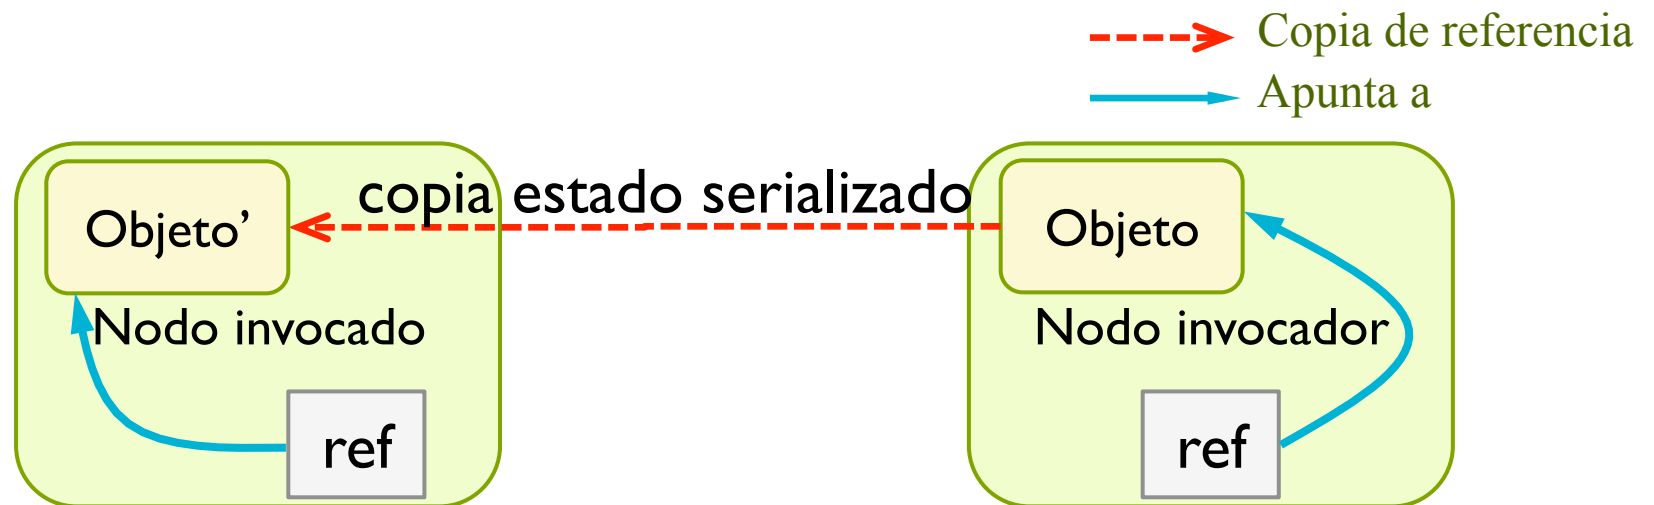 Copia de referencia
Apunta a
copia estado serializado
Objeto’
Objeto
Nodo invocado
Nodo invocador
ref
ref